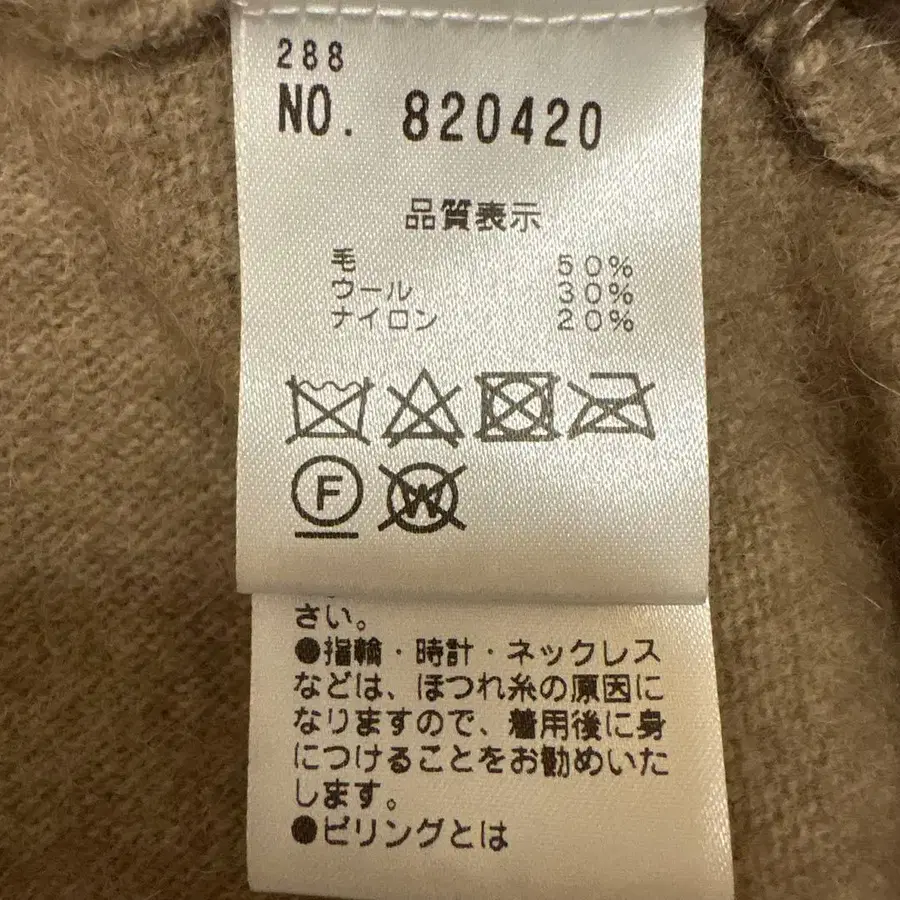 288
NO. 820420
品質表示
毛 50%
ウール 30%
ナイロン 20%
F
W
さい。
●指輪・時計・ネックレス
などは、ほつれ糸の原因に
なりますので、着用後に身
につけることをお勧めいた
します。
●ピリングとは